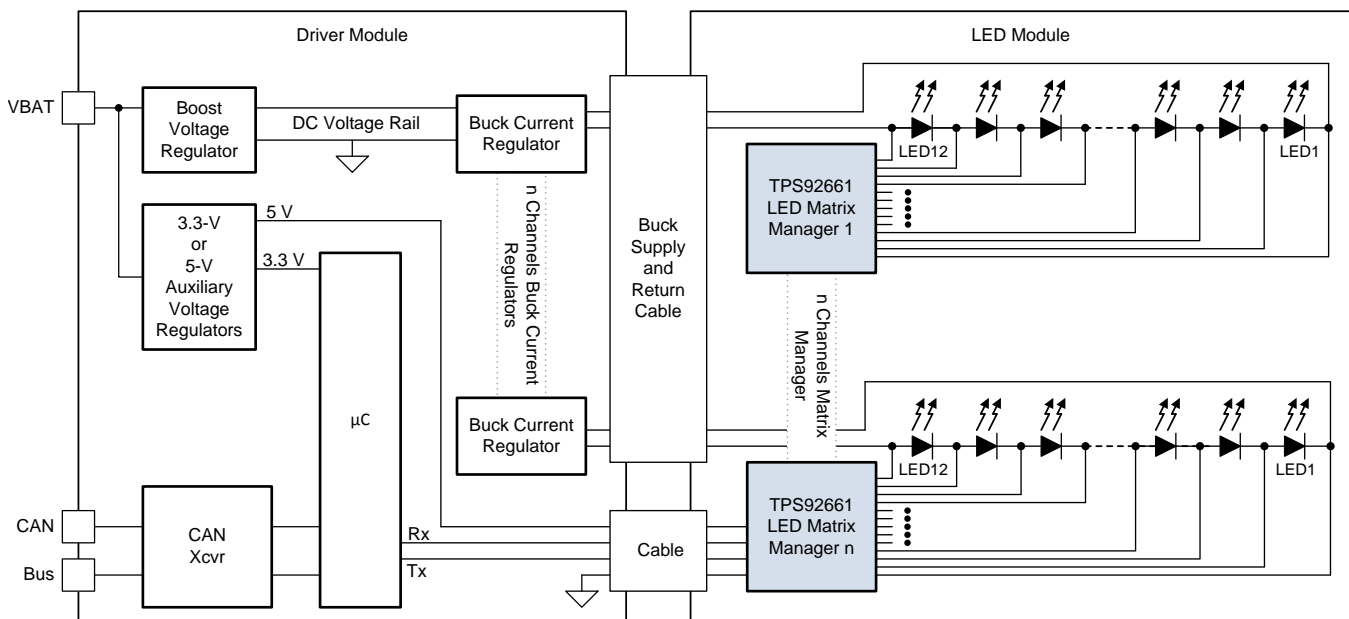 Driver Module
LED Module
VBAT
Boost
Voltage
Regulator
DC Voltage Rail
Buck Current
Regulator
LED12
LED1
TPS92661
LED Matrix
Manager 1
3.3-V
or
5-V
Auxiliary
Voltage
Regulators
5 V
3.3 V
n Channels Buck Current
Regulators
Buck
Supply
and
Return
Cable
n Channels Matrix
Manager
µC
Buck Current
Regulator
LED12
LED1
TPS92661
LED Matrix
Manager n
CAN
Bus
CAN
Xcvr
Rx
Tx
Cable